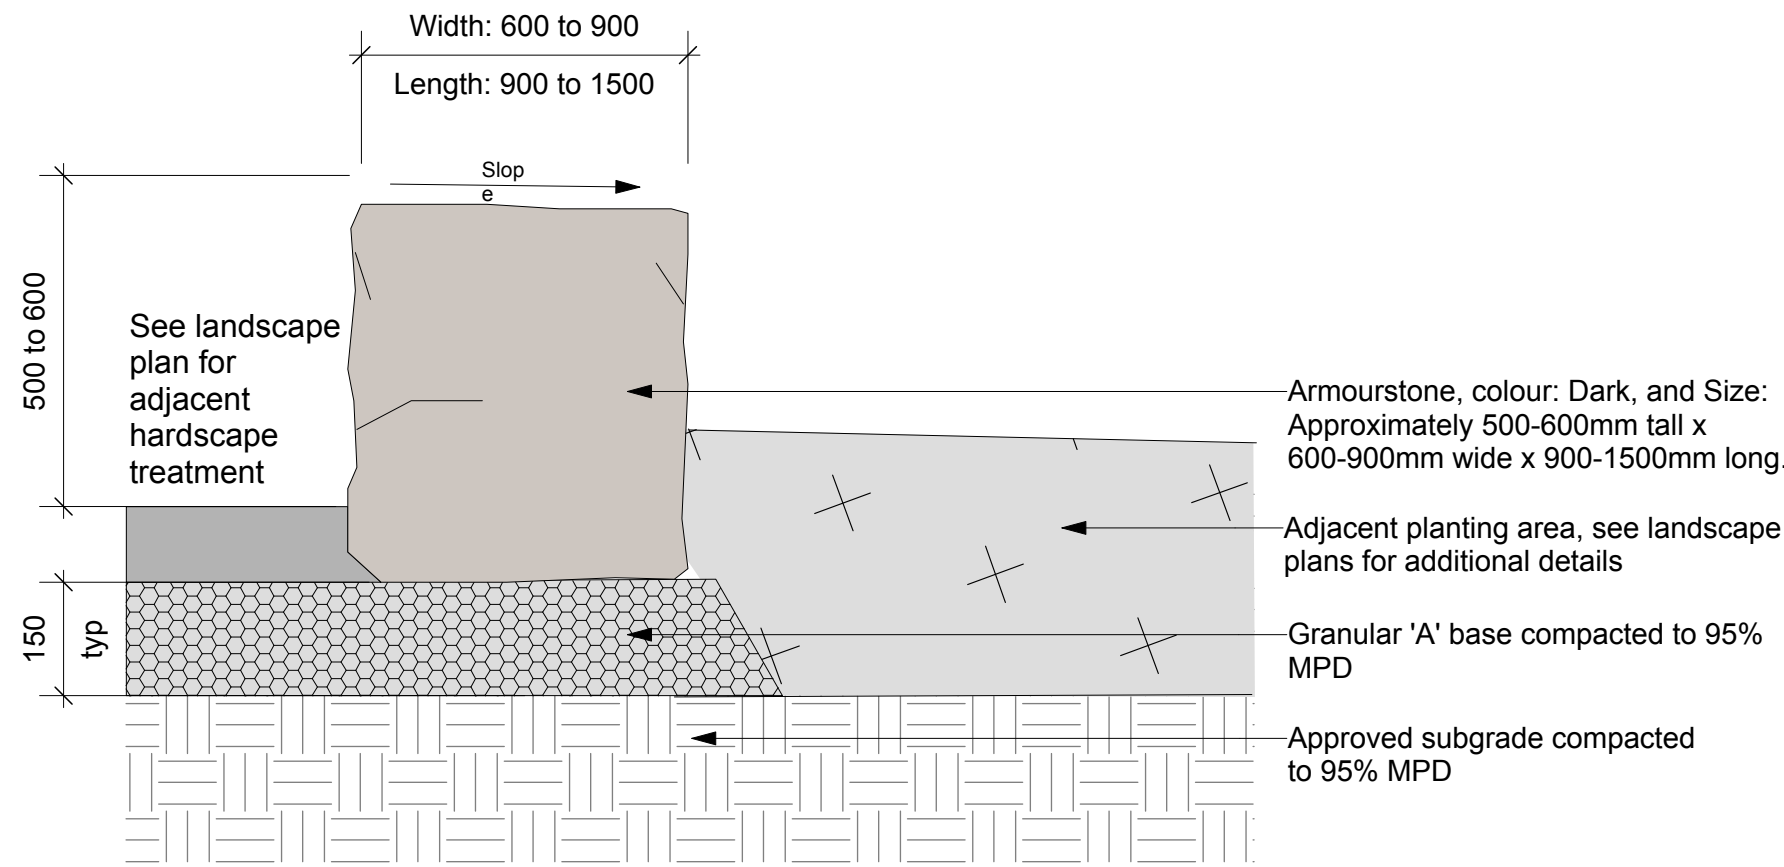 Width: 600 to 900
Length: 900 to 1500
Slop
e
500 to 600
See landscape
plan for
adjacent
hardscape
treatment
Armourstone, colour: Dark, and Size:
Approximately 500-600mm tall x
600-900mm wide x 900-1500mm long.
Adjacent planting area, see landscape
plans for additional details
150
typ
Granular 'A' base compacted to 95%
MPD
Approved subgrade compacted
to 95% MPD